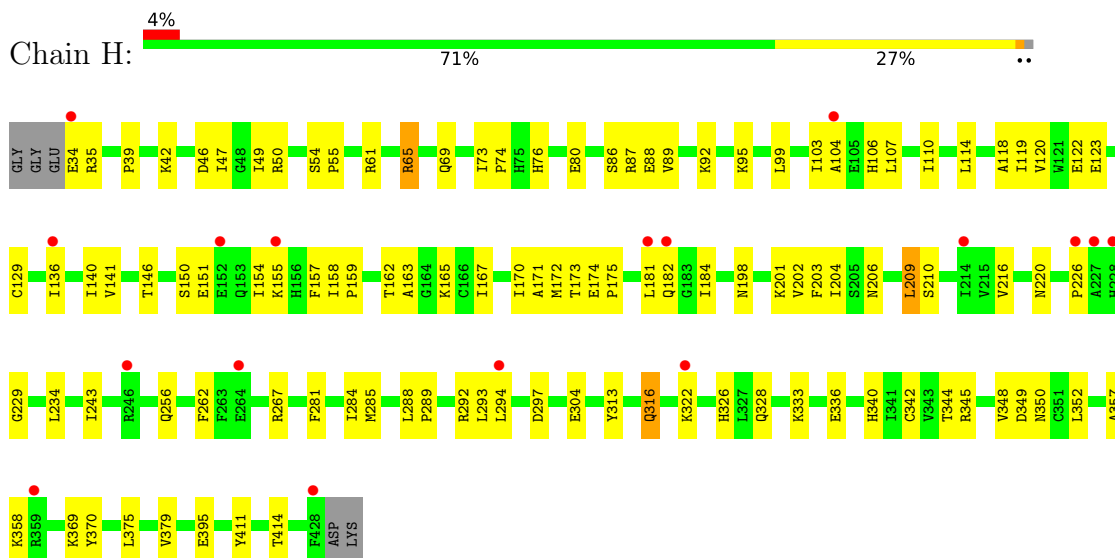 4%
Chain H:
71% 27% ••
GLY GLY GLU E34 R35 P39 K42 D46 I47 G48 I49 R50 S54 P55 R61 R65 Q69 I73 P74 H75 H76 E80 S86 R87 E88 V89 K92 K95 L99 I103 A104 E105 H106 L107 I110 L114 A118 I119 V120 W121 E122 E123
C129 I136 I140 V141 T146 S150 E151 E152 Q153 I154 K155 H156 F157 I158 P159 T162 A163 G164 K165 C166 I167 I170 A171 M172 T173 E174 P175 L181 Q182 G183 I184 N198 K201 V202 F203 I204 S205 N206 L209 S210 I214 V215 V216 N220 P226 A227 H228
G229 L234 I243 R246 Q256 F262 F263 E264 R267 F281 I284 M285 L288 P289 R292 L293 L294 D297 E304 Y313 Q316 K322 H326 L327 Q328 K333 E336 H340 I341 C342 V343 T344 R345 V348 D349 N350 C351 L352 A357
K358 R359 K369 Y370 L375 V379 E395 Y411 T414 F428 ASP LYS